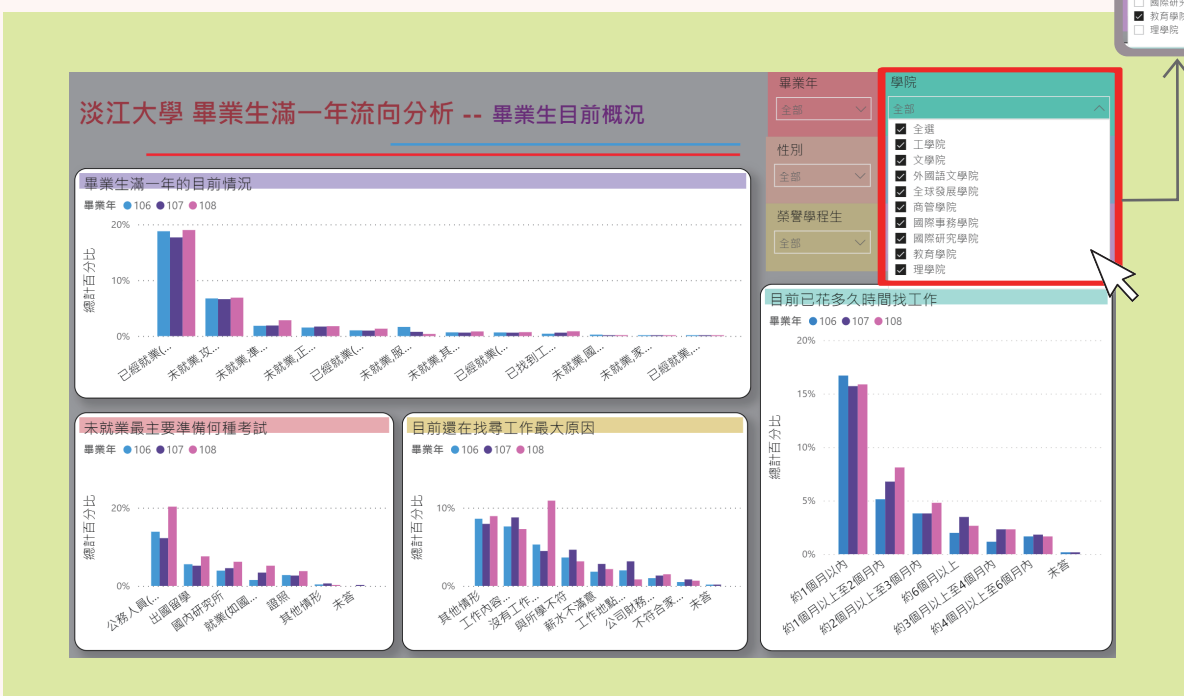 國際研究
教育學院
理學院
淡江大學 畢業生滿一年流向分析 -- 畢業生目前概況
畢業年
全部
性別
全部
榮譽學程生
全部
學院
全部
全選
工學院
文學院
外國語文學院
全球發展學院
商管學院
國際事務學院
國際研究學院
教育學院
理學院
畢業生滿一年的目前情況
畢業年 106 107 108
總計百分比
20%
10%
0%
已經就業(...
未就業,攻...
未就業,準...
未就業,正...
已經就業(...
未就業,服...
未就業,其...
已經就業(...
已找到工...
未就業,國...
未就業,家...
已經就業,...
未就業最主要準備何種考試
畢業年 106 107 108
總計百分比
20%
0%
公務人員(...
出國留學
國內研究所
就業(如國...
證照
其他情形
未答
目前還在找尋工作最大原因
畢業年 106 107 108
總計百分比
10%
0%
其他情形
工作內容...
沒有工作...
與所學不符
薪水不滿意
工作地點...
公司財務...
不符合家...
未答
目前已花多久時間找工作
畢業年 106 107 108
總計百分比
20%
15%
10%
5%
0%
約1個月以內
約1個月以上至2個月內
約2個月以上至3個月內
約6個月以上
約3個月以上至4個月內
約4個月以上至6個月內
未答